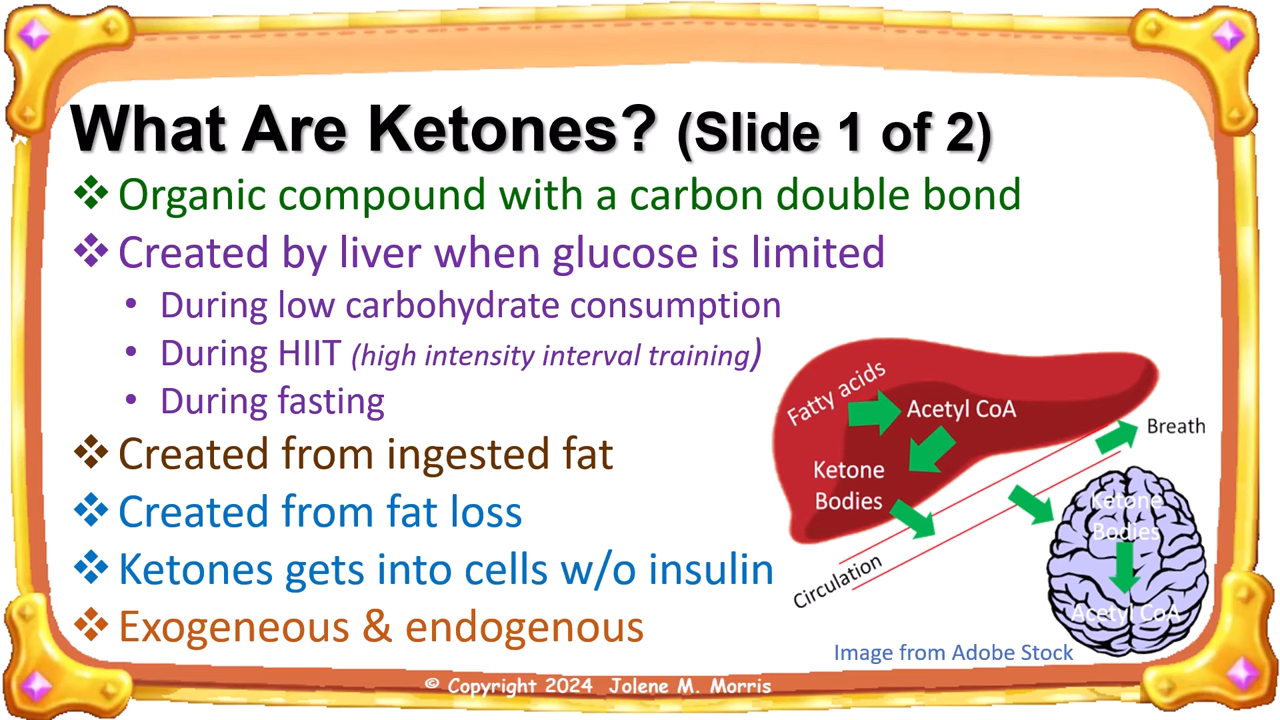 What Are Ketones? (Slide 1 of 2)
❖ Organic compound with a carbon double bond
❖ Created by liver when glucose is limited
• During low carbohydrate consumption
• During HIIT (high intensity interval training)
• During fasting
❖ Created from ingested fat
❖ Created from fat loss
❖ Ketones gets into cells w/o insulin
❖ Exogeneous & endogenous
Fatty acids
Acetyl CoA
Ketone
Bodies
Circulation
Breath
Ketone
Bodies
Acetyl CoA
Image from Adobe Stock
© Copyright 2024 Jolene M. Morris